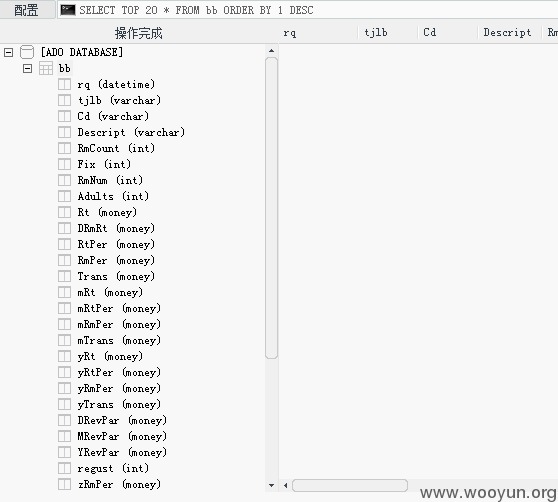 配置 SELECT TOP 20 * FROM bb ORDER BY 1 DESC
操作完成 rq tjlb Cd Descript Rm
[ADO DATABASE]
bb
rq (datetime)
tjlb (varchar)
Cd (varchar)
Descript (varchar)
RmCount (int)
Fix (int)
RmNum (int)
Adults (int)
Rt (money)
DRmRt (money)
RtPer (money)
RmPer (money)
Trans (money)
mRt (money)
mRtPer (money)
mRmPer (money)
mTrans (money)
yRt (money)
yRtPer (money)
yRmPer (money)
yTrans (money)
DRevPar (money)
MRevPar (money)
YRevPar (money)
regust (int)
zRmPer (money)
www.wooyun.org